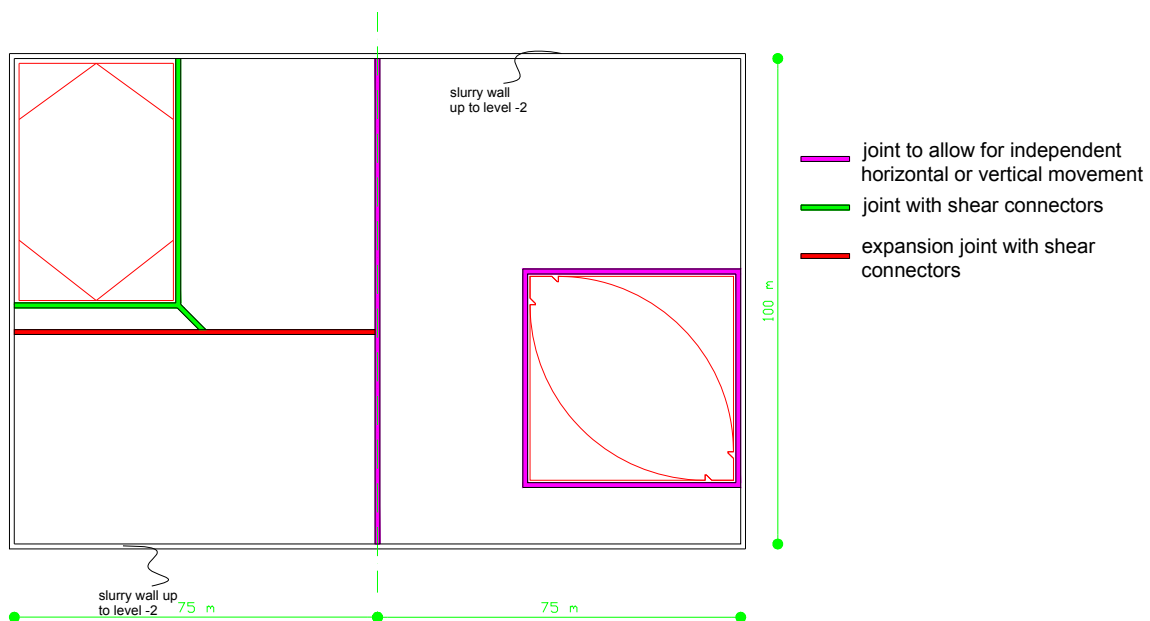 slurry wall
up to level -2
joint to allow for independent
horizontal or vertical movement
joint with shear connectors
expansion joint with shear
connectors
100 m
slurry wall up
to level -2
75 m
75 m